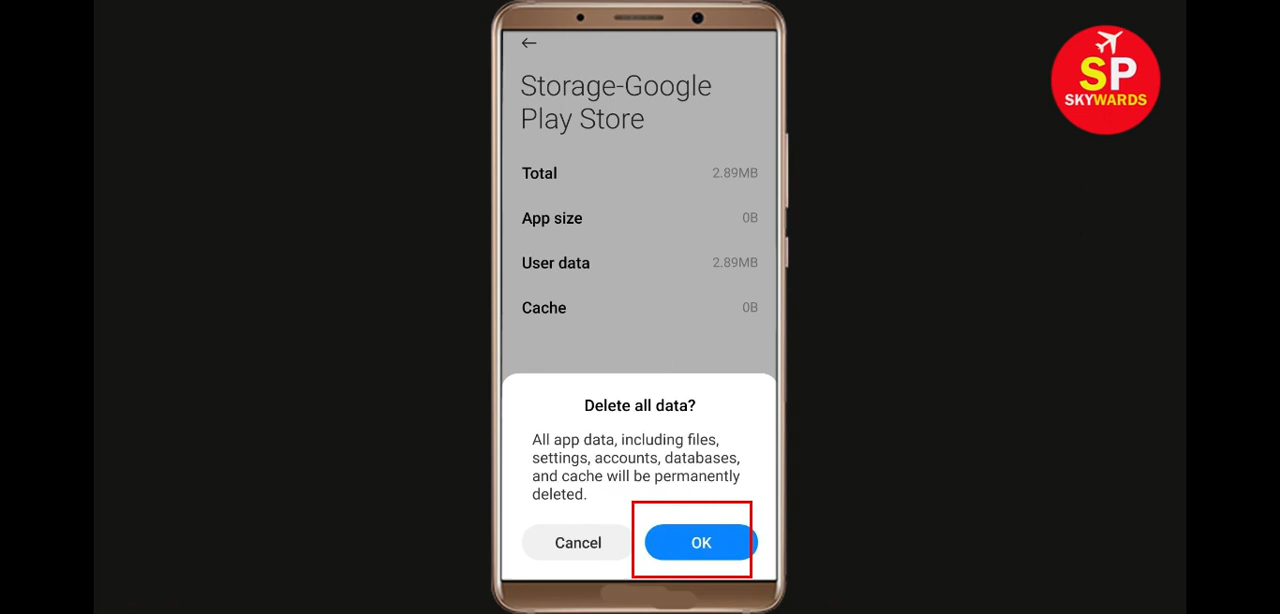 SP
SKYWARDS
Storage-Google
Play Store
Total 2.89MB
App size 0B
User data 2.89MB
Cache 0B
Delete all data?
All app data, including files,
settings, accounts, databases,
and cache will be permanently
deleted.
Cancel OK